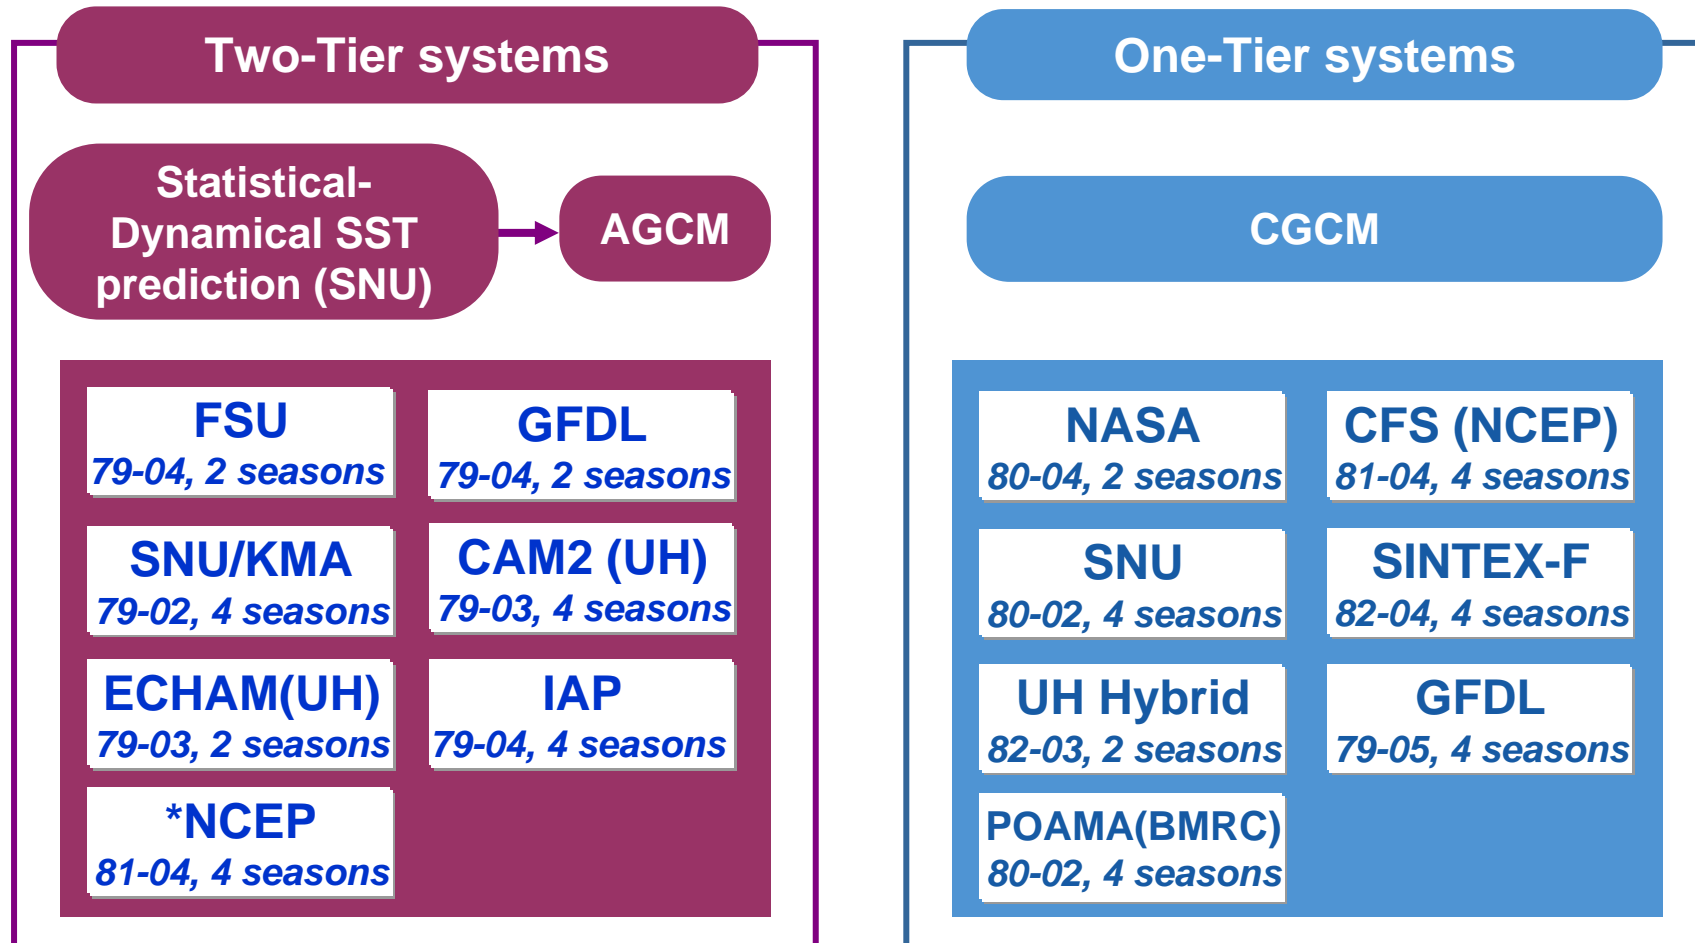 Two-Tier systems
Statistical-
Dynamical SST
prediction (SNU)
AGCM
FSU
79-04, 2 seasons
GFDL
79-04, 2 seasons
SNU/KMA
79-02, 4 seasons
CAM2 (UH)
79-03, 4 seasons
ECHAM(UH)
79-03, 2 seasons
IAP
79-04, 4 seasons
*NCEP
81-04, 4 seasons
One-Tier systems
CGCM
NASA
80-04, 2 seasons
CFS (NCEP)
81-04, 4 seasons
SNU
80-02, 4 seasons
SINTEX-F
82-04, 4 seasons
UH Hybrid
82-03, 2 seasons
GFDL
79-05, 4 seasons
POAMA(BMRC)
80-02, 4 seasons